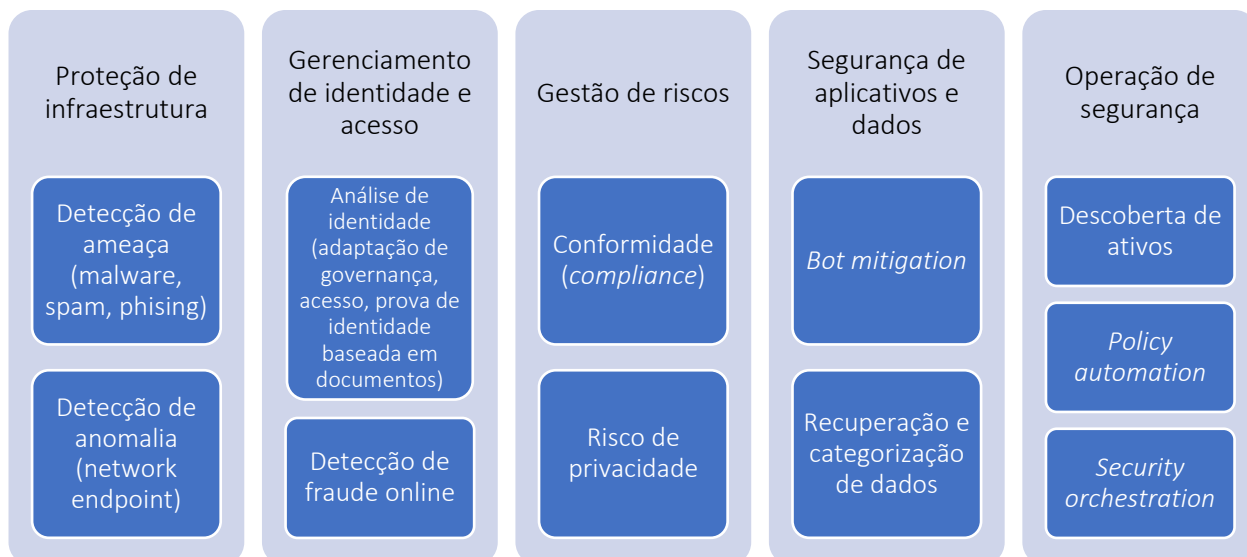 Proteção de
infraestrutura
Detecção de
ameaça
(malware,
spam, phising)
Detecção de
anomalia
(network
endpoint)
Gerenciamento
de identidade e
acesso
Análise de
identidade
(adaptação de
governança,
acesso, prova de
identidade
baseada em
documentos)
Detecção de
fraude online
Gestão de riscos
Conformidade
(compliance)
Risco de
privacidade
Segurança de
aplicativos e
dados
Bot mitigation
Recuperação e
categorização
de dados
Operação de
segurança
Descoberta de
ativos
Policy
automation
Security
orchestration